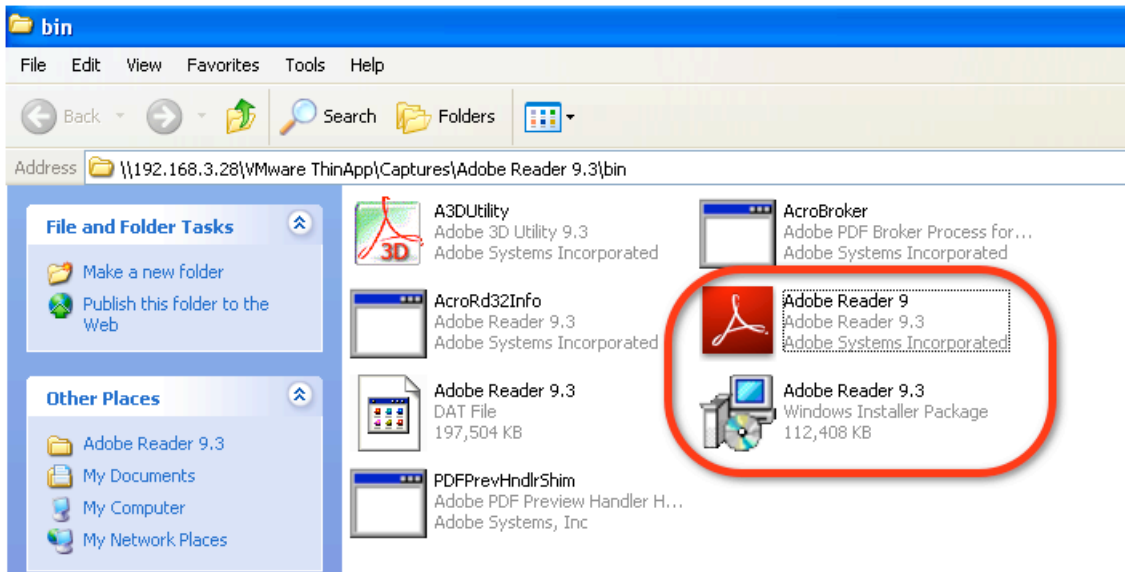 bin
File Edit View Favorites Tools Help
Back Search Folders
Address \\192.168.3.28\VMware ThinApp\Captures\Adobe Reader 9.3\bin
File and Folder Tasks
Make a new folder
Publish this folder to the
Web
Other Places
Adobe Reader 9.3
My Documents
My Computer
My Network Places
A3DUtility
Adobe 3D Utility 9.3
Adobe Systems Incorporated
3D
AcroBroker
Adobe PDF Broker Process for...
Adobe Systems Incorporated
AcroRd32Info
Adobe Reader 9.3
Adobe Systems Incorporated
Adobe Reader 9
Adobe Reader 9.3
Adobe Systems Incorporated
Adobe Reader 9.3
DAT File
197,504 KB
Adobe Reader 9.3
Windows Installer Package
112,408 KB
PDFPrevHndlrShim
Adobe PDF Preview Handler H...
Adobe Systems, Inc